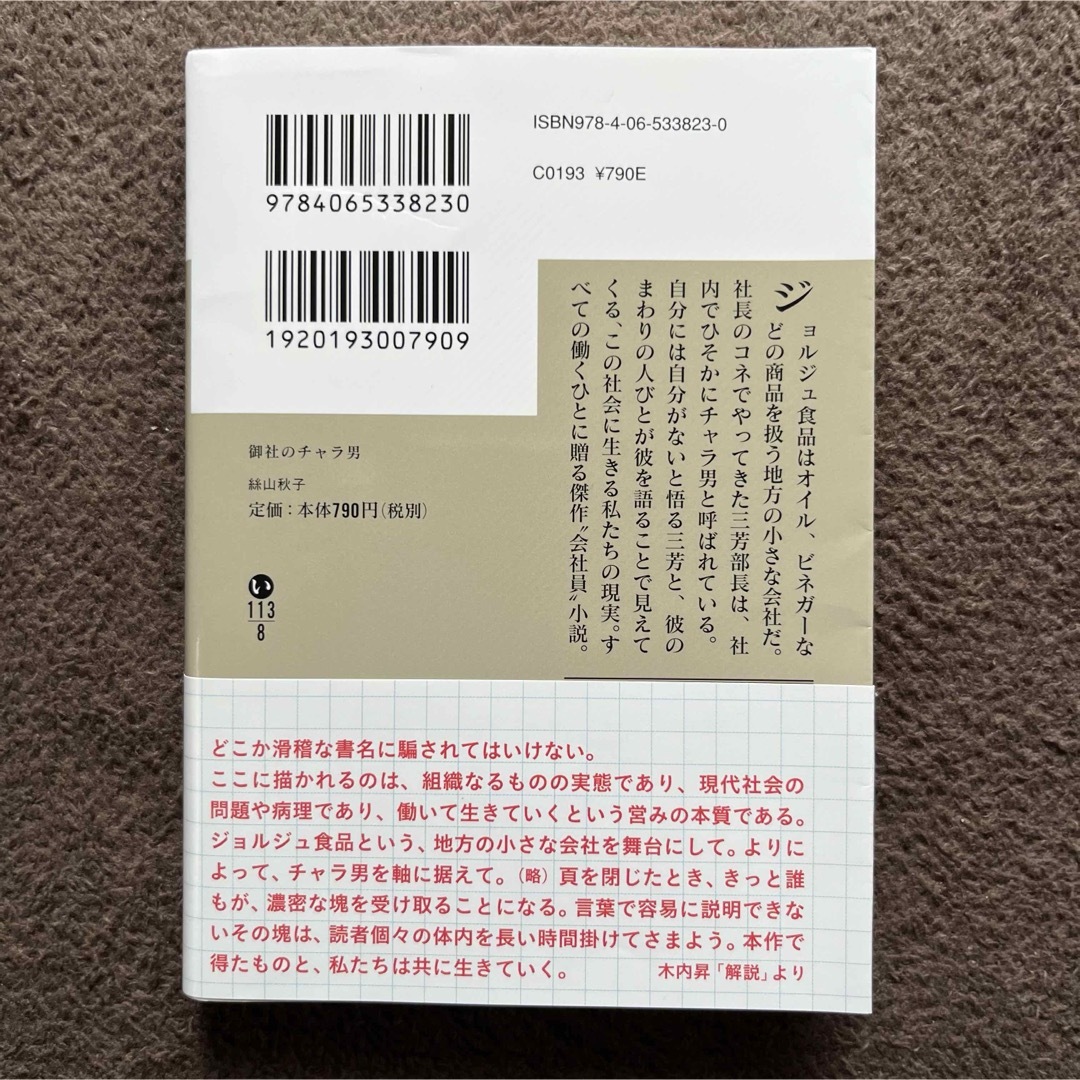 ISBN978-4-06-533823-0
C0193 ¥790E
9784065338230
1920193007909
ジョルジュ食品はオイル、ビネガーな
どの商品を扱う地方の小さな会社だ。
社長のコネでやってきた三芳部長は、社
内でひそかにチャラ男と呼ばれている。
自分には自分がないと悟る三芳と、彼の
まわりの人びとが彼を語ることで見えて
くる、この社会に生きる私たちの現実。す
べての働くひとに贈る傑作〝会社員〟小説。
御社のチャラ男
絲山秋子
定価：本体790円（税別）
い
113
8
どこか滑稽な書名に騙されてはいけない。
ここに描かれるのは、組織なるものの実態であり、現代社会の
問題や病理であり、働いて生きていくという営みの本質である。
ジョルジュ食品という、地方の小さな会社を舞台にして。よりに
よって、チャラ男を軸に据えて。（略）頁を閉じたとき、きっと誰
もが、濃密な塊を受け取ることになる。言葉で容易に説明できな
いその塊は、読者個々の体内を長い時間掛けてさまよう。本作で
得たものと、私たちは共に生きていく。
木内昇「解説」より